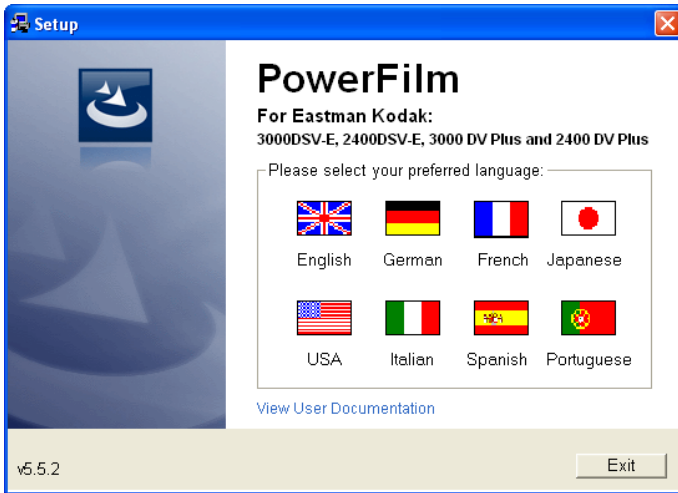 Setup
PowerFilm
For Eastman Kodak:
3000DSV-E, 2400DSV-E, 3000 DV Plus and 2400 DV Plus
Please select your preferred language:
English German French Japanese
USA Italian Spanish Portuguese
View User Documentation
v5.5.2
Exit